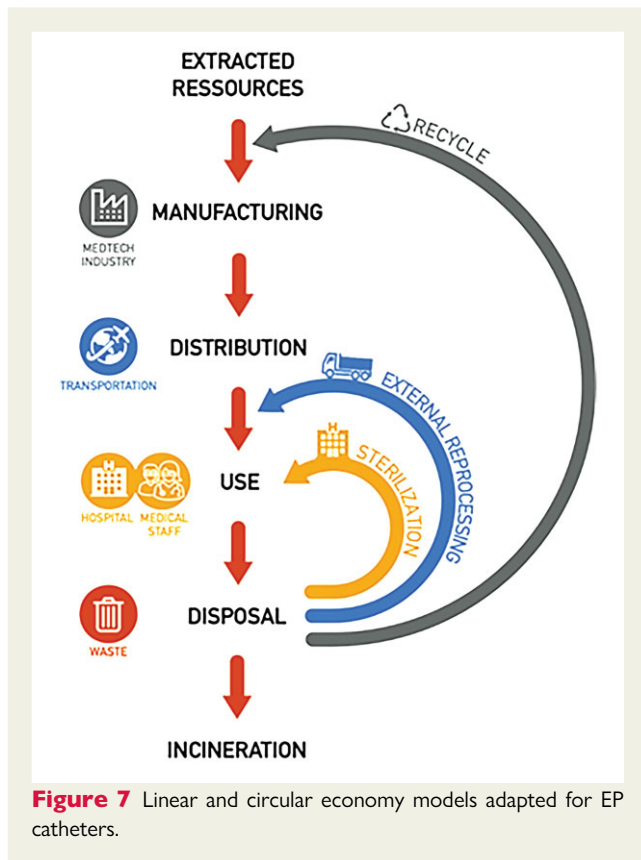 EXTRACTED
RESSOURCES
RECYCLE
MANUFACTURING
MEDTECH
INDUSTRY
DISTRIBUTION
TRANSPORTATION
EXTERNAL REPROCESSING
H
STERILIZATION
USE
H
HOSPITAL MEDICAL
STAFF
DISPOSAL
WASTE
INCINERATION
Figure 7 Linear and circular economy models adapted for EP
catheters.